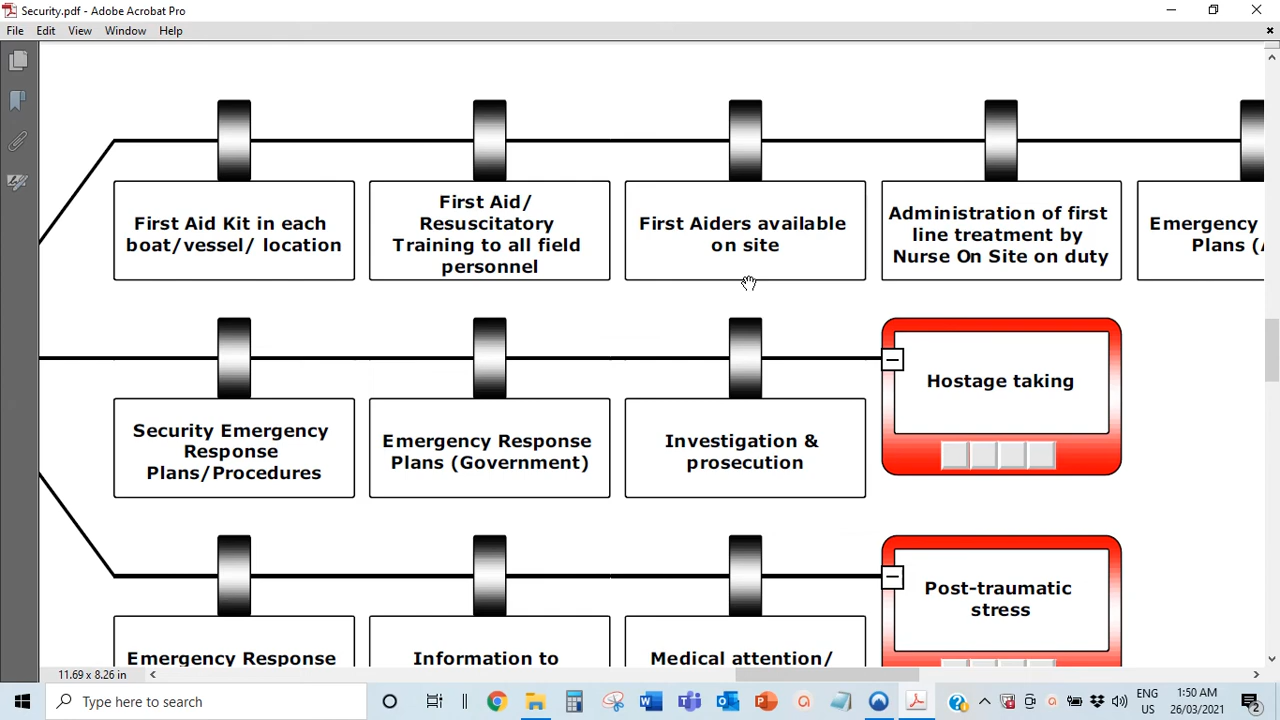 Security.pdf - Adobe Acrobat Pro
File Edit View Window Help
First Aid Kit in each
boat/vessel/ location
First Aid/
Resuscitatory
Training to all field
personnel
First Aiders available
on site
Administration of first
line treatment by
Nurse On Site on duty
Emergency
Plans (
Security Emergency
Response
Plans/Procedures
Emergency Response
Plans (Government)
Investigation &
prosecution
Hostage taking
Post-traumatic
stress
Emergency Response
Information to
Medical attention/
11.69 x 8.26 in
Type here to search
ENG
US
1:50 AM
26/03/2021
2